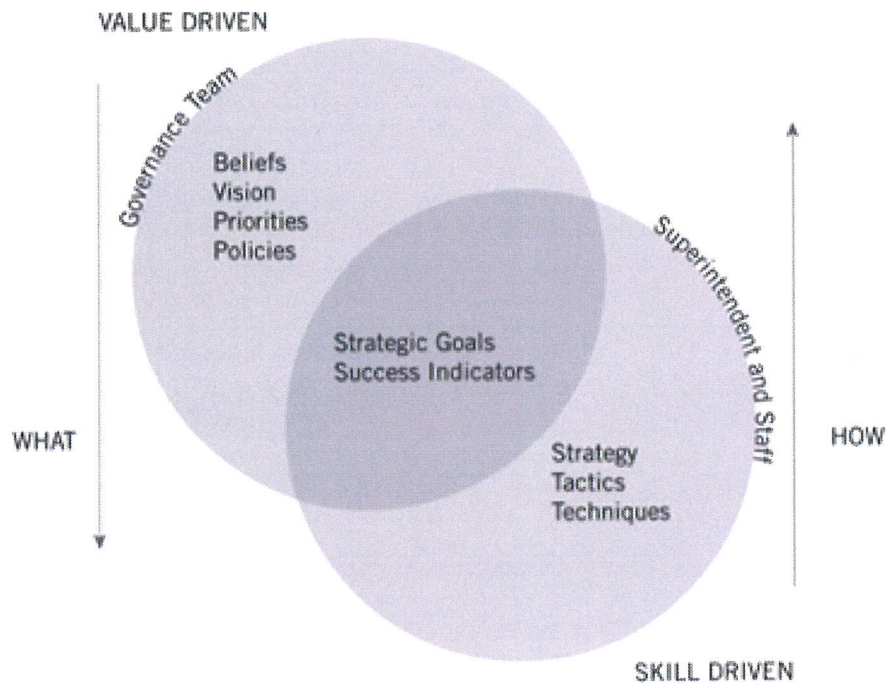 VALUE DRIVEN
Governance Team
Beliefs
Vision
Priorities
Policies
Strategic Goals
Success Indicators
Superintendent and Staff
WHAT
HOW
Strategy
Tactics
Techniques
SKILL DRIVEN